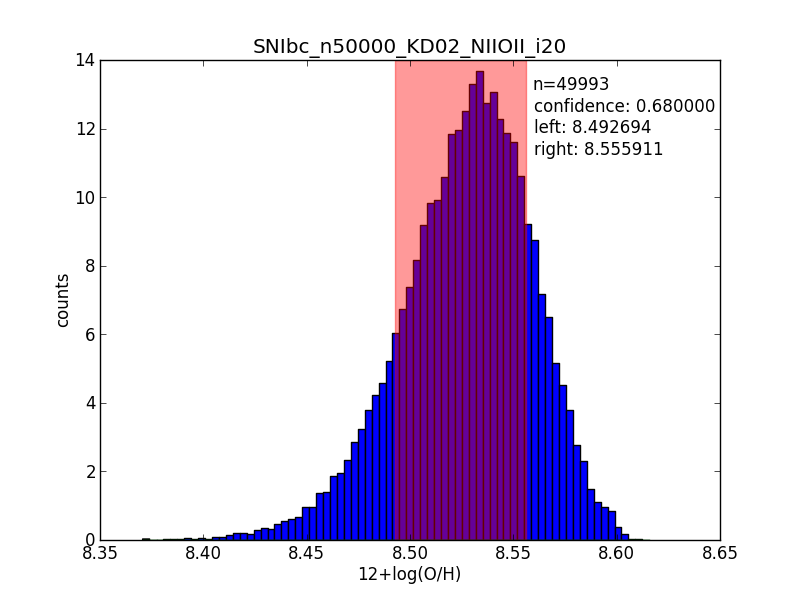 SNIbc_n50000_KD02_NIIOII_i20
14
12
10
8
6
4
2
0
counts
n=49993
confidence: 0.680000
left: 8.492694
right: 8.555911
8.35 8.40 8.45 8.50 8.55 8.60 8.65
12+log(O/H)